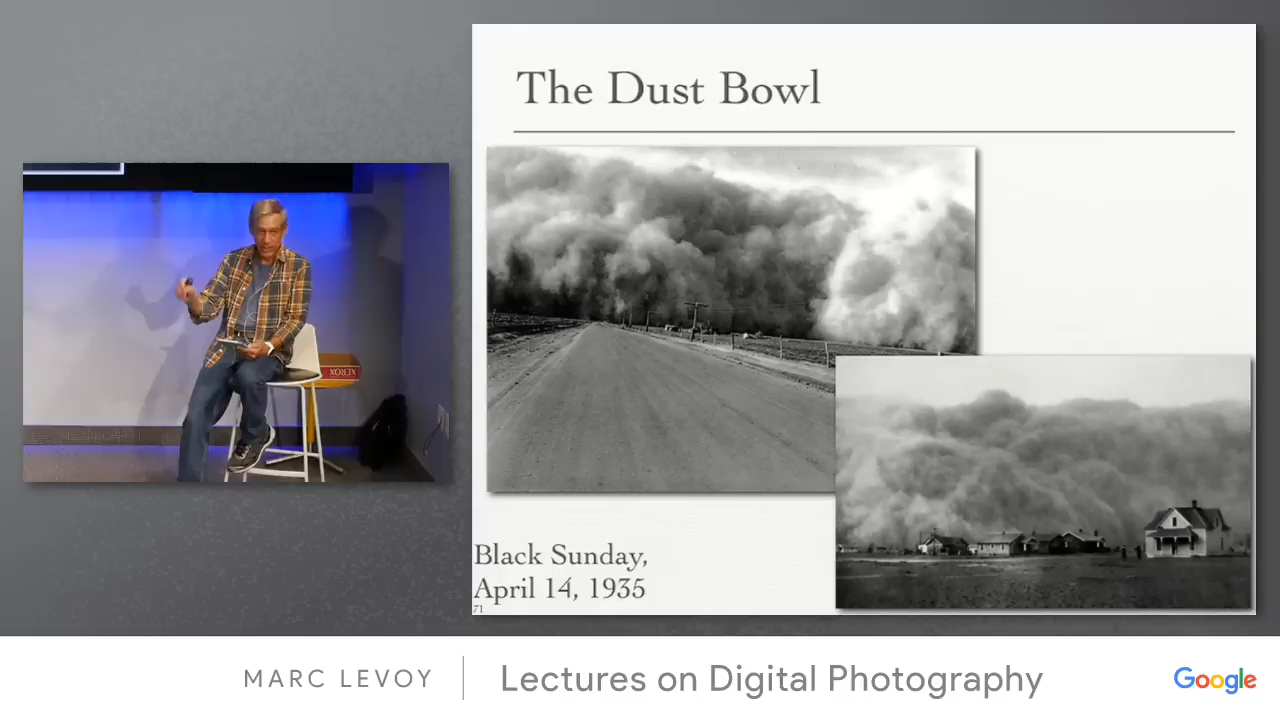 The Dust Bowl
XEROX
Black Sunday,
April 14, 1935
71
MARC LEVOY
Lectures on Digital Photography
Google